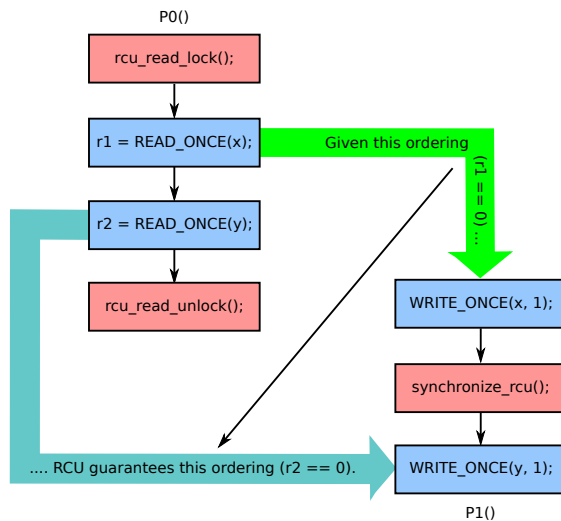 P0()
rcu_read_lock();
r1 = READ_ONCE(x);
Given this ordering
(r1 == 0) ...
r2 = READ_ONCE(y);
rcu_read_unlock();
WRITE_ONCE(x, 1);
synchronize_rcu();
.... RCU guarantees this ordering (r2 == 0).
WRITE_ONCE(y, 1);
P1()